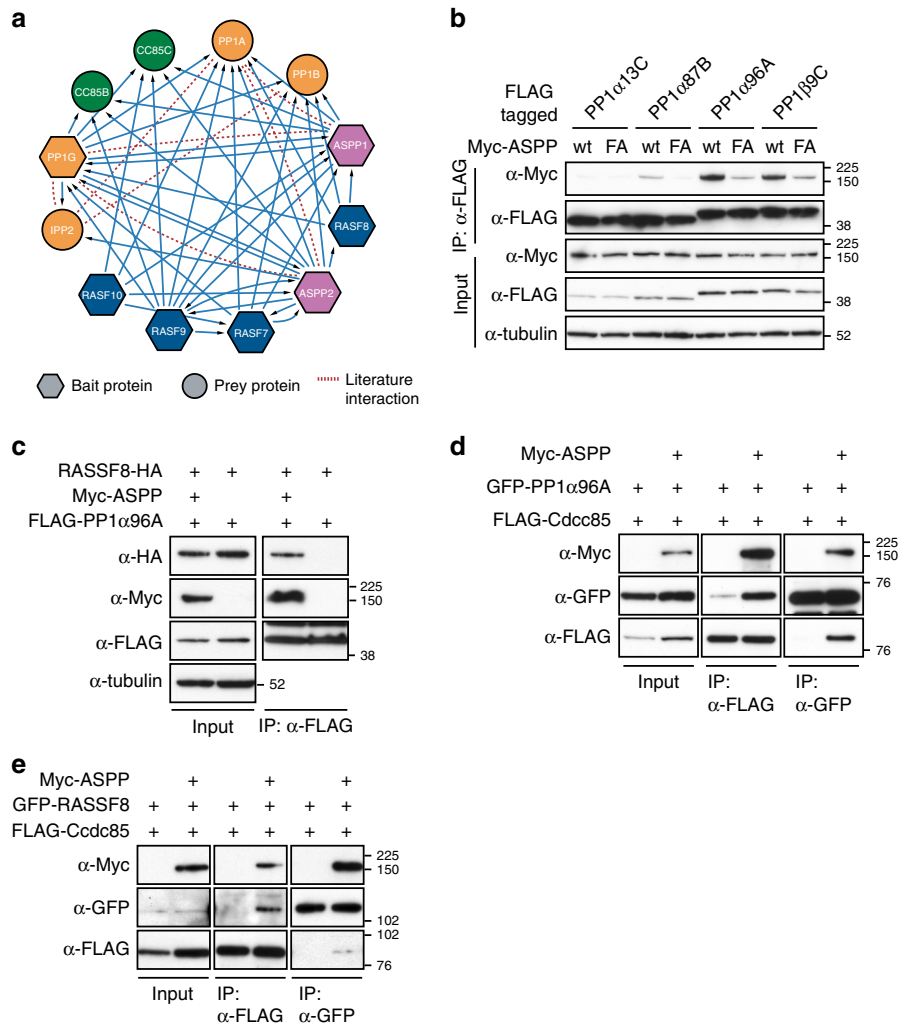 a
PP1A
CC85C
PP1B
CC85B
ASPP1
PP1G
RASF8
IPP2
ASPP2
RASF10
RASF9
RASF7
Bait protein
Prey protein
Literature interaction
b
FLAG tagged
PP1α13C
PP1α87B
PP1α96A
PP1β9C
Myc-ASPP wt FA wt FA wt FA wt FA
IP: α-FLAG
α-Myc 225 150
α-FLAG 38
Input
α-Myc 225 150
α-FLAG 38
α-tubulin 52
c
RASSF8-HA + + + +
Myc-ASPP + +
FLAG-PP1α96A + + + +
α-HA
α-Myc 225 150
α-FLAG 38
α-tubulin 52
Input IP: α-FLAG
d
Myc-ASPP + + +
GFP-PP1α96A + + + + + +
FLAG-Cdcc85 + + + + + +
α-Myc 225 150
α-GFP 76
α-FLAG 76
Input IP: α-FLAG IP: α-GFP
e
Myc-ASPP + + +
GFP-RASSF8 + + + + + +
FLAG-Ccdc85 + + + + + +
α-Myc 225 150
α-GFP 102
α-FLAG 102 76
Input IP: α-FLAG IP: α-GFP